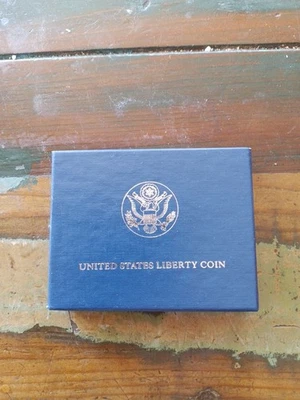 UNITED STATES LIBERTY COIN